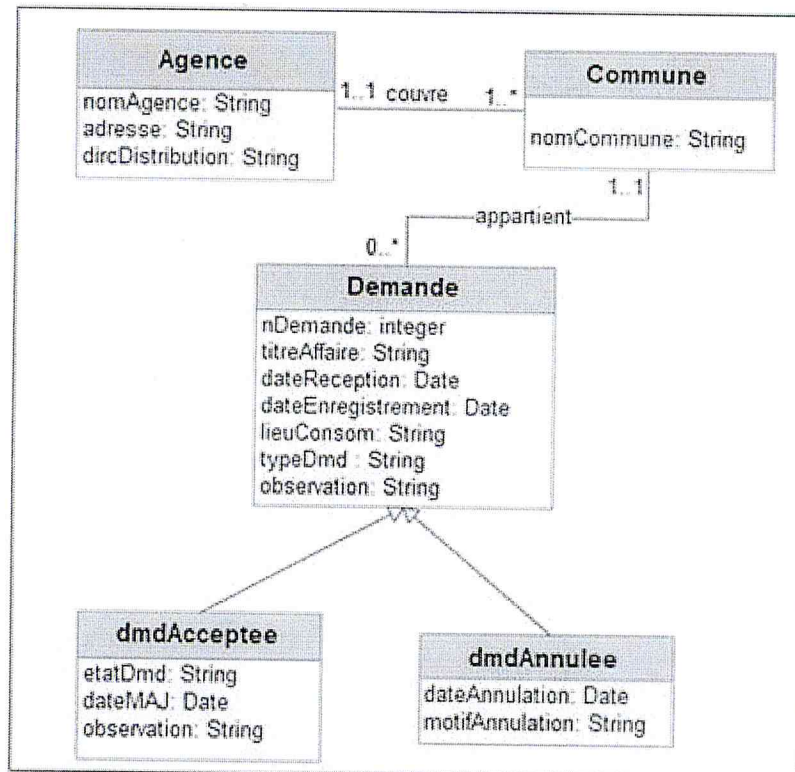 Agence
nomAgence: String
adresse: String
dircDistribution: String
1..1 couvre 1..*
Commune
nomCommune: String
1..1
appartient
0..*
Demande
nDemande: integer
titreAffaire: String
dateReception: Date
dateEnregistrement: Date
lieuConsom: String
typeDmd : String
observation: String
dmdAcceptee
etatDmd: String
dateMAJ: Date
observation: String
dmdAnnulee
dateAnnulation: Date
motifAnnulation: String